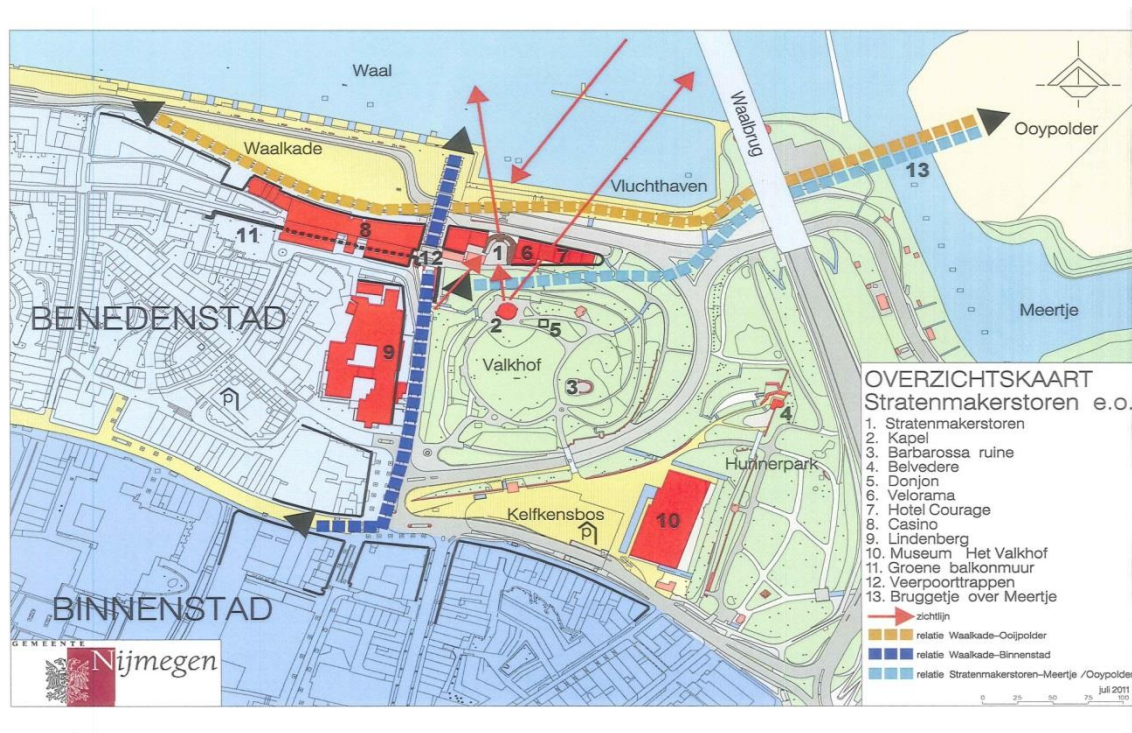 Waal
Waalbrug
Ooypolder
Waalkade
13
Vluchthaven
11
8
12
1
6
7
Meertje
BENEDENSTAD
2
5
9
Valkhof
3
P
4
Hunnerpark
Kelfkensbos
P
10
BINNENSTAD
GEMEENTE
Nijmegen
OVERZICHTSKAART
Stratenmakerstoren e.o.
1. Stratenmakerstoren
2. Kapel
3. Barbarossa ruine
4. Belvedere
5. Donjon
6. Velorama
7. Hotel Courage
8. Casino
9. Lindenberg
10. Museum Het Valkhof
11. Groene balkonmuur
12. Veerpoorttrappen
13. Bruggetje over Meertje
zichtlijn
relatie Waalkade-Ooijpolder
relatie Waalkade-Binnenstad
relatie Stratenmakerstoren-Meertje /Ooypolder
juli 2011
0 25 50 75 100